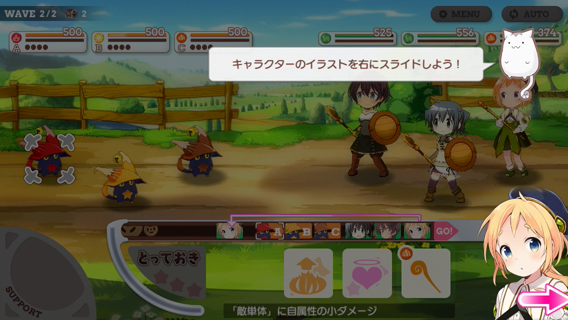 WAVE 2/2 2
MENU
AUTO
500 500 500 525 556 374
A B C
キャラクターのイラストを右にスライドしよう！
A B C GO!
とっておき
SUPPORT
「敵単体」に自属性の小ダメージ